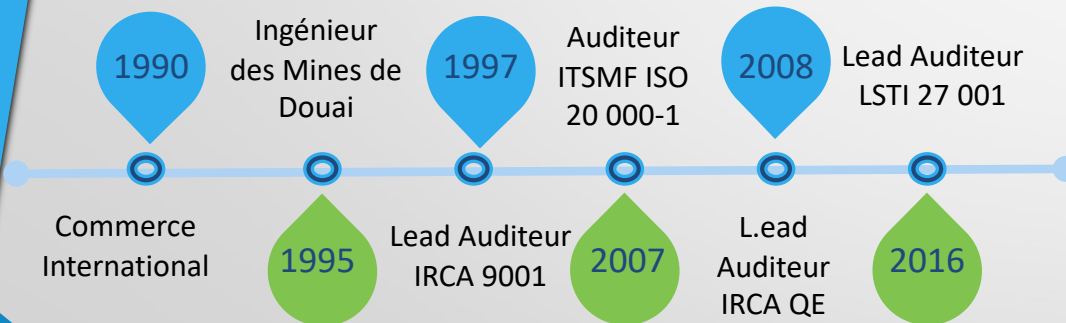 1990
Commerce
International
Ingénieur
des Mines de
Douai
1995
1997
Lead Auditeur
IRCA 9001
Auditeur
ITSMF ISO
20 000-1
2007
2008
L.ead
Auditeur
IRCA QE
Lead Auditeur
LSTI 27 001
2016